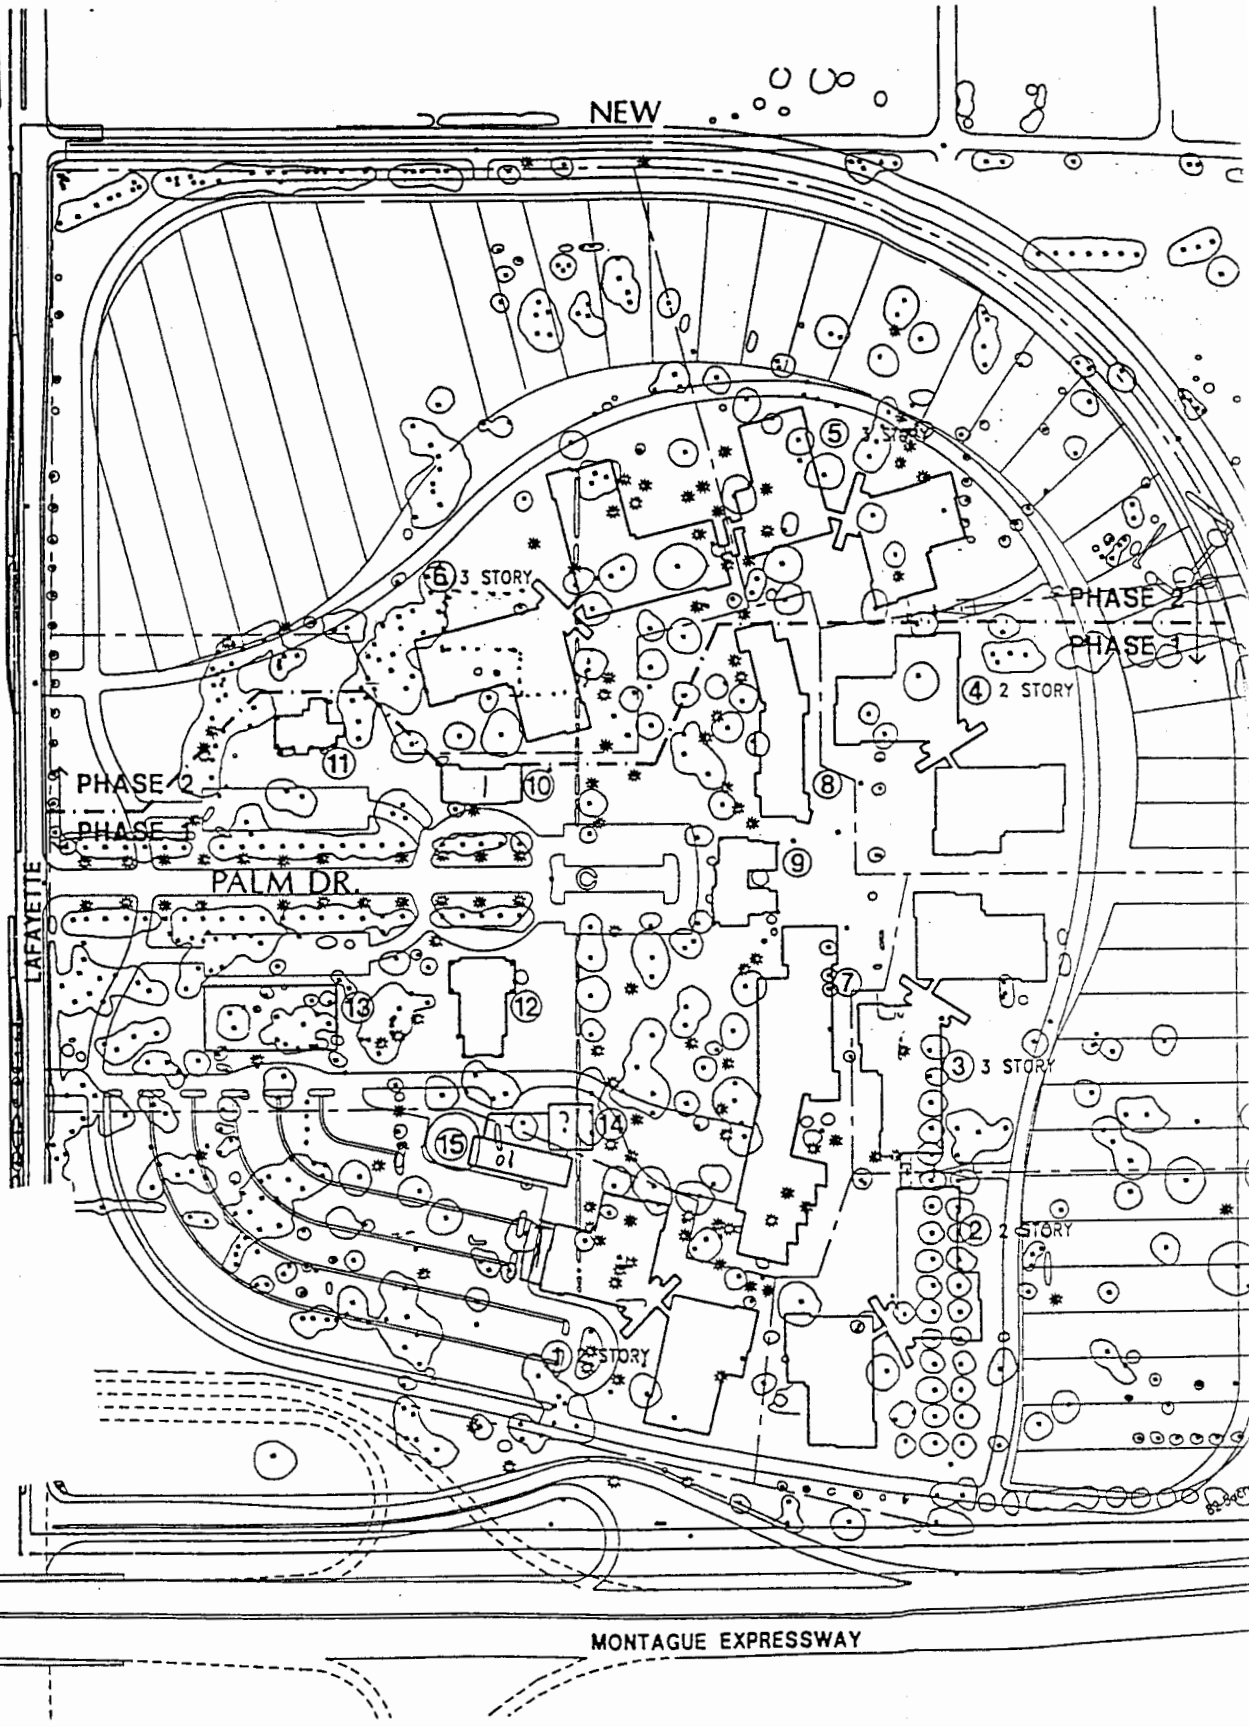 NEW
5
3 STORY
6 3 STORY
PHASE 2
PHASE 1
4 2 STORY
11
10
8
PHASE 2
PHASE 1
9
LAFAYETTE
PALM DR.
7
13
12
3 3 STORY
14
15
2 2 STORY
1 2 STORY
MONTAGUE EXPRESSWAY